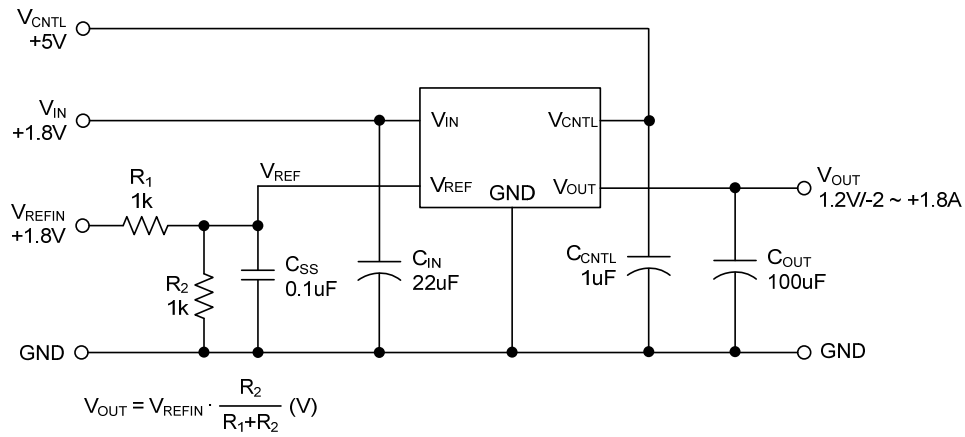 VCNTL
+5V
VIN
+1.8V
VIN
VCNTL
VREF
VREF
GND
VOUT
VOUT
1.2V/-2 ~ +1.8A
R1
1k
VREFIN
+1.8V
R2
1k
CSS
0.1uF
CIN
22uF
CCNTL
1uF
COUT
100uF
GND
GND
VOUT = VREFIN · R2 / R1+R2 (V)